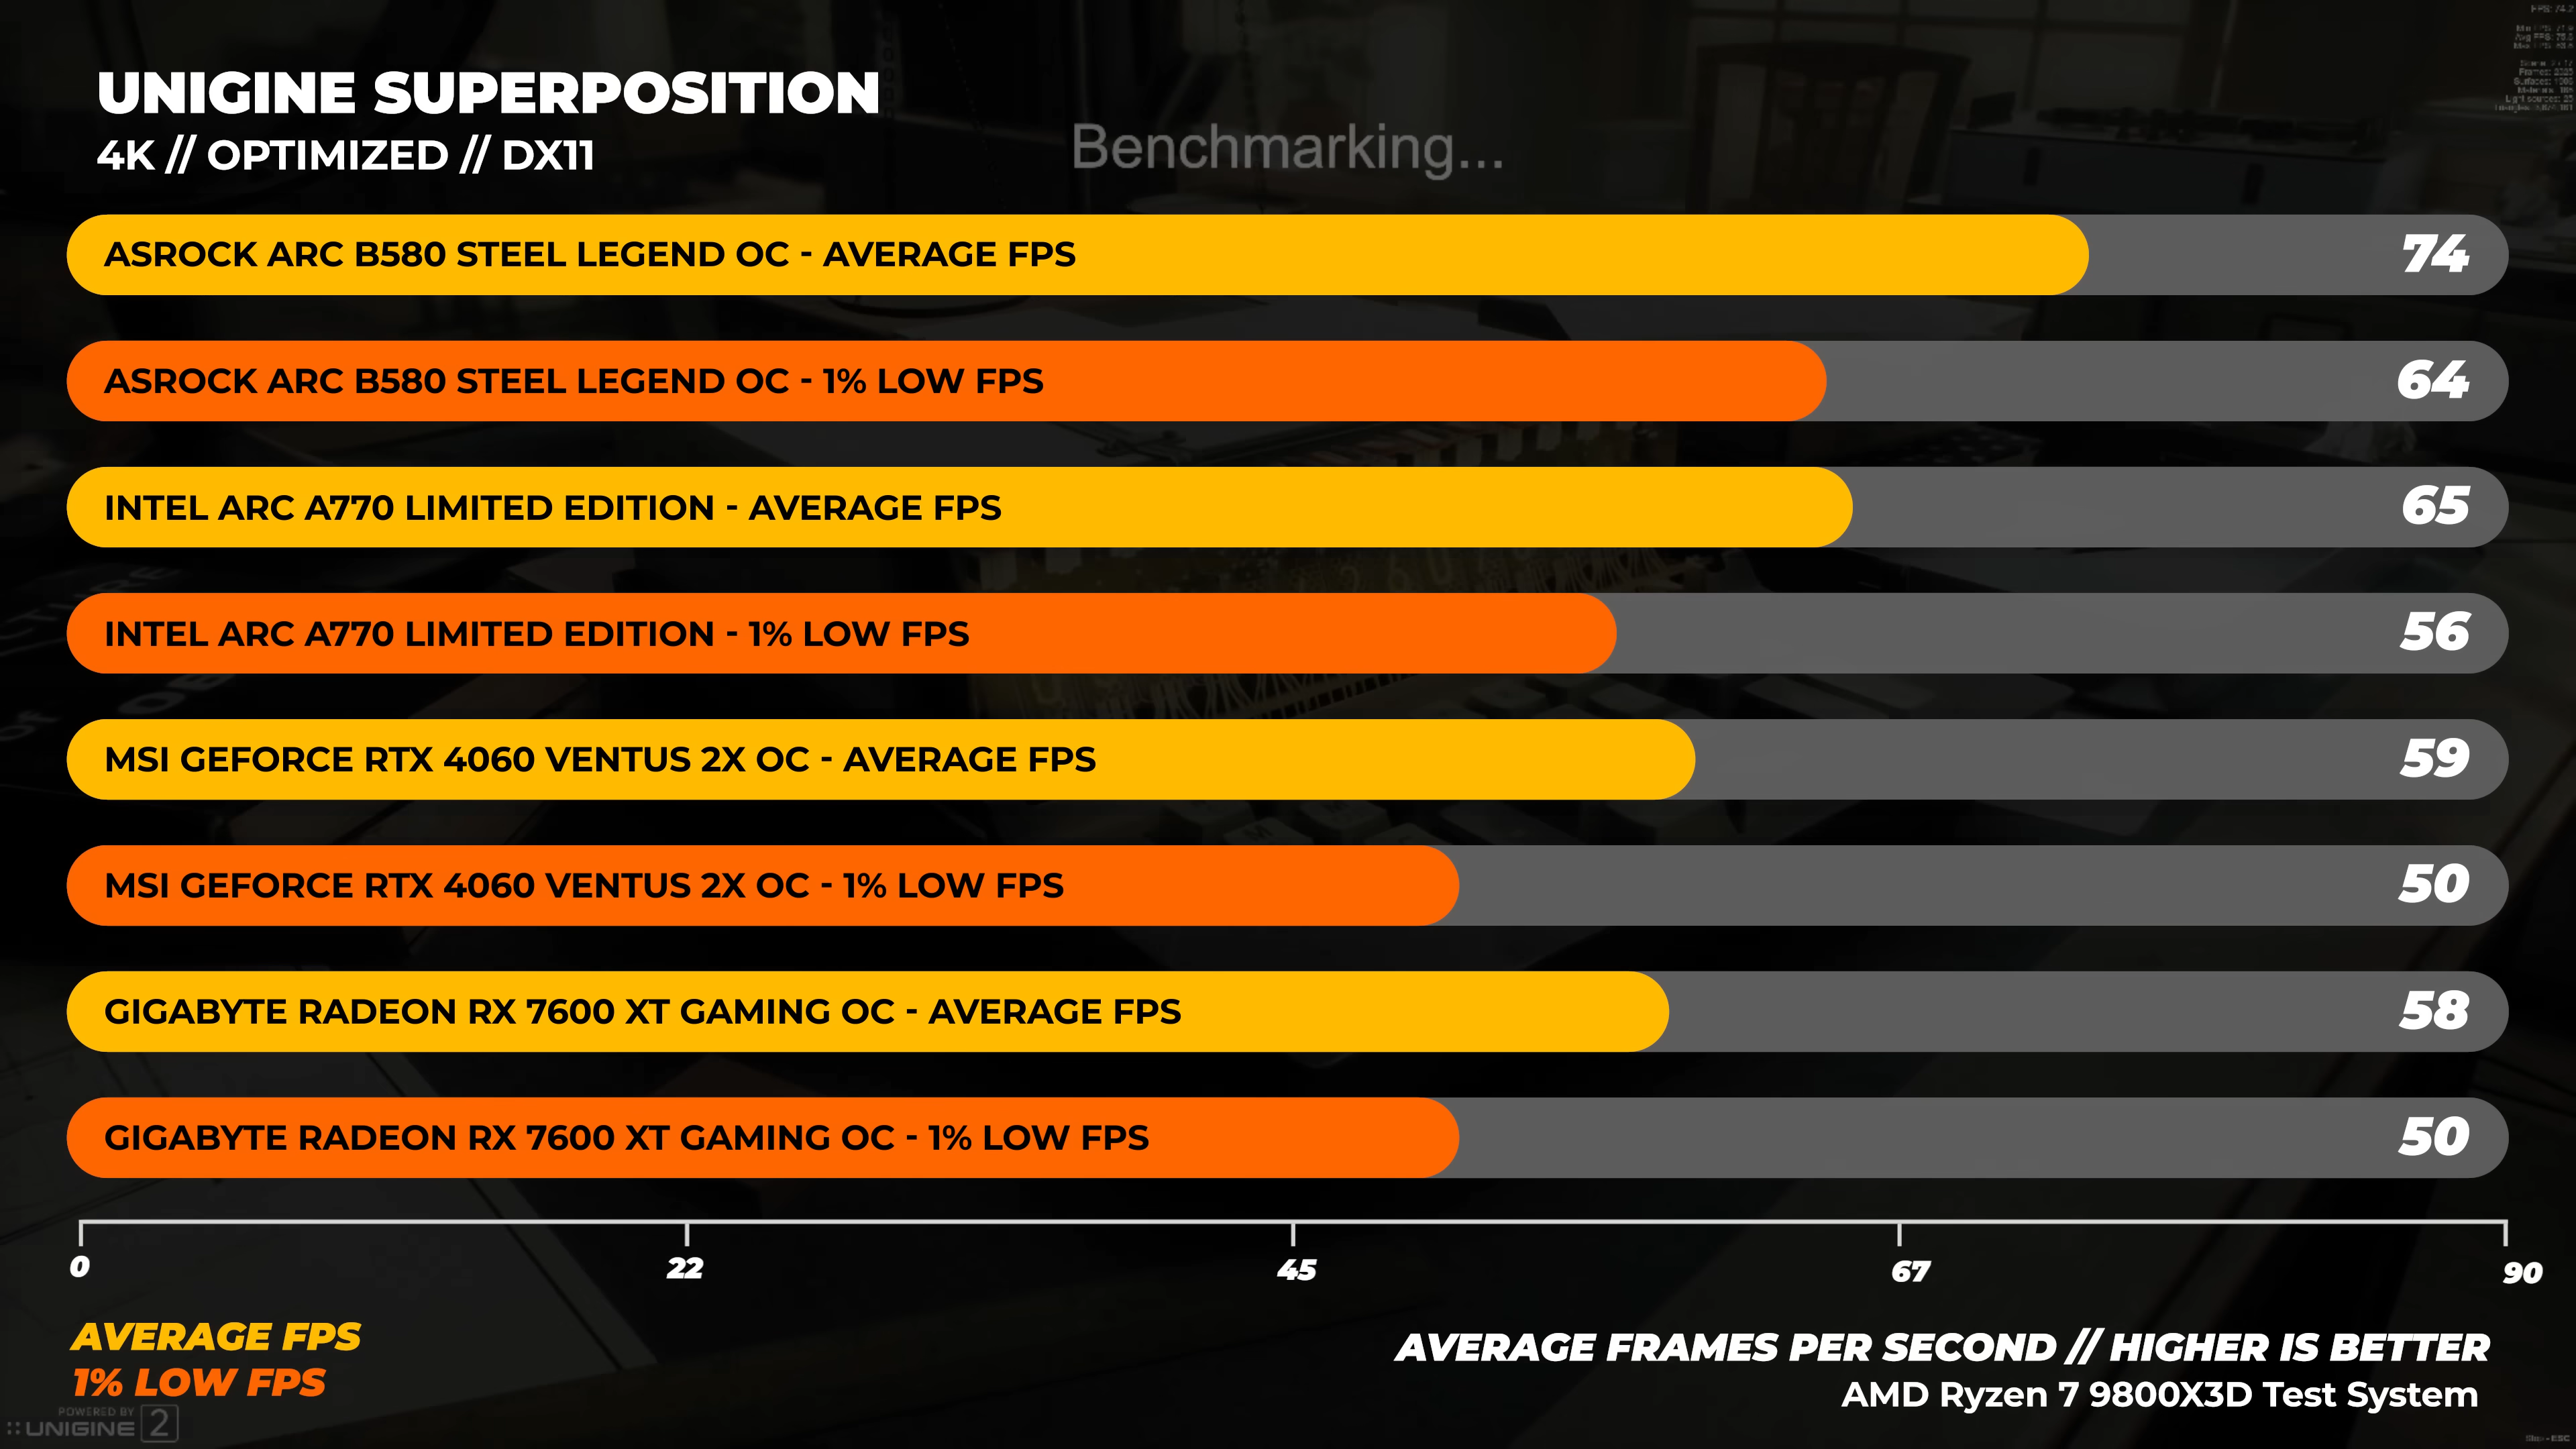 UNIGINE SUPERPOSITION
4K // OPTIMIZED // DX11
Benchmarking...
ASROCK ARC B580 STEEL LEGEND OC - AVERAGE FPS
74
ASROCK ARC B580 STEEL LEGEND OC - 1% LOW FPS
64
INTEL ARC A770 LIMITED EDITION - AVERAGE FPS
65
INTEL ARC A770 LIMITED EDITION - 1% LOW FPS
56
MSI GEFORCE RTX 4060 VENTUS 2X OC - AVERAGE FPS
59
MSI GEFORCE RTX 4060 VENTUS 2X OC - 1% LOW FPS
50
GIGABYTE RADEON RX 7600 XT GAMING OC - AVERAGE FPS
58
GIGABYTE RADEON RX 7600 XT GAMING OC - 1% LOW FPS
50
0 22 45 67 90
AVERAGE FPS
1% LOW FPS
AVERAGE FRAMES PER SECOND // HIGHER IS BETTER
AMD Ryzen 7 9800X3D Test System
POWERED BY
UNIGINE 2